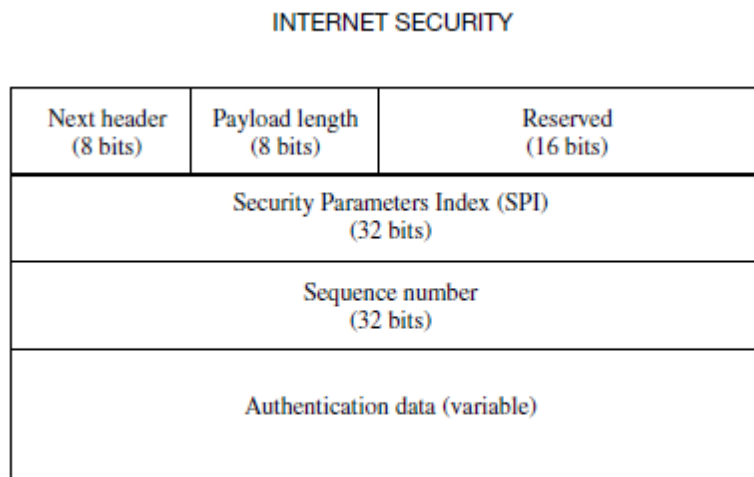 INTERNET SECURITY
Next header
(8 bits)
Payload length
(8 bits)
Reserved
(16 bits)
Security Parameters Index (SPI)
(32 bits)
Sequence number
(32 bits)
Authentication data (variable)